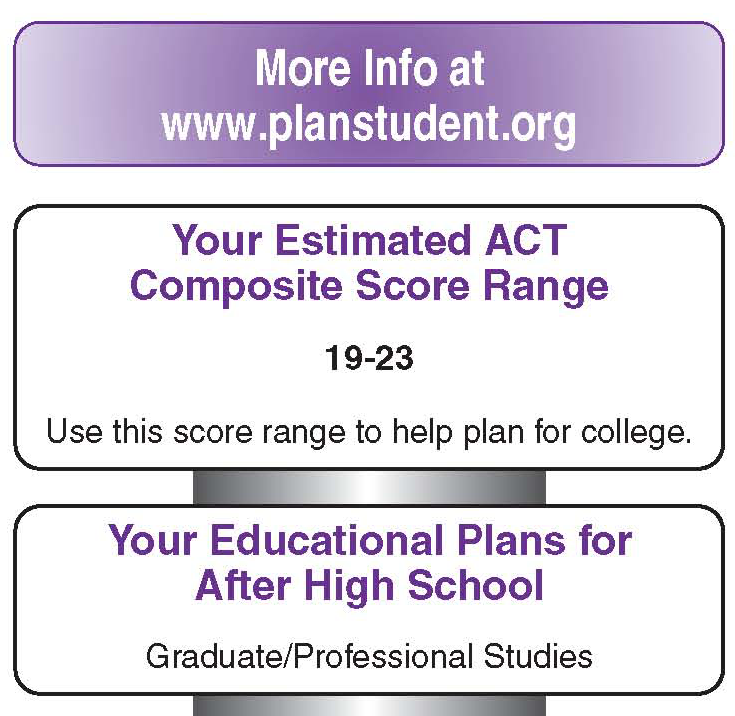 More Info at
www.planstudent.org
Your Estimated ACT
Composite Score Range
19-23
Use this score range to help plan for college.
Your Educational Plans for
After High School
Graduate/Professional Studies